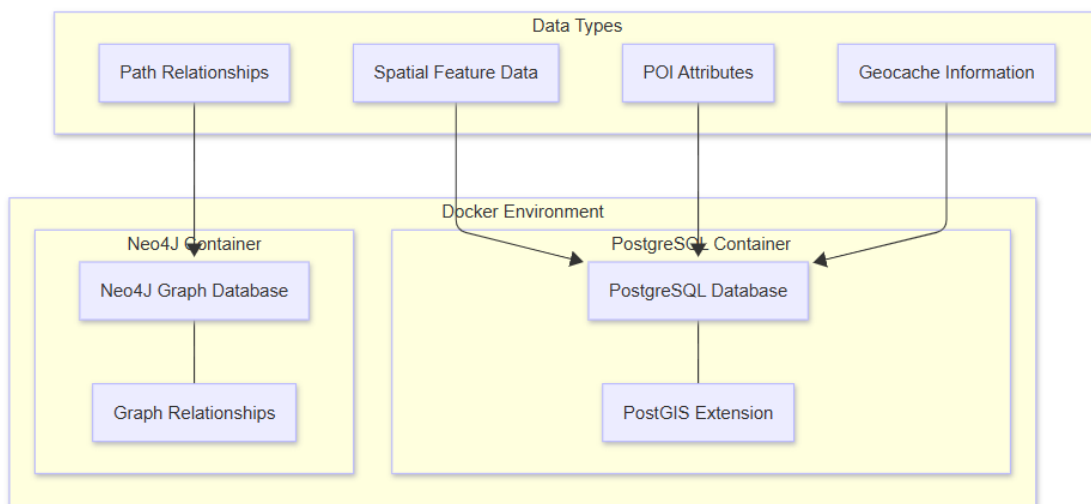 Data Types
Path Relationships
Spatial Feature Data
POI Attributes
Geocache Information
Docker Environment
Neo4J Container
PostgreSQL Container
Neo4J Graph Database
PostgreSQL Database
Graph Relationships
PostGIS Extension